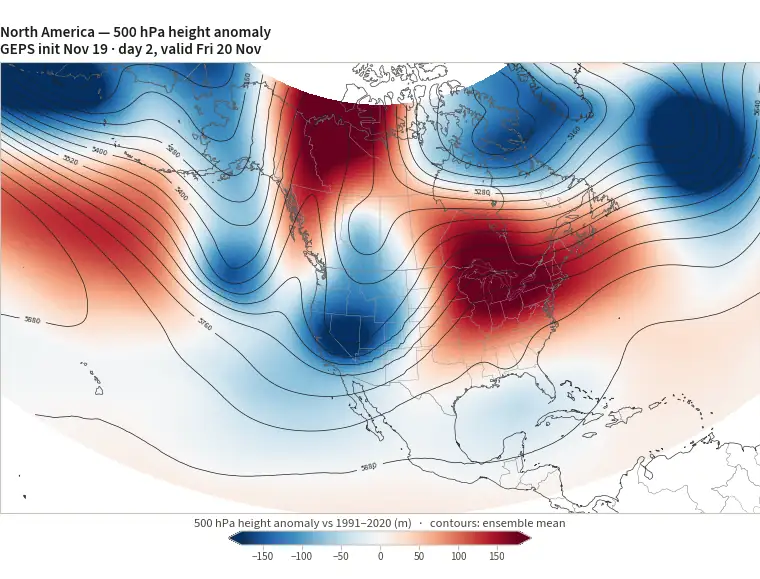 North America — 500 hPa height anomaly
GEPS init Nov 19 · day 2, valid Fri 20 Nov
5160
5640
5400
5520
5280
5160
5400
5280
5880
5760
5880
500 hPa height anomaly vs 1991–2020 (m) · contours: ensemble mean
−150 −100 −50 0 50 100 150